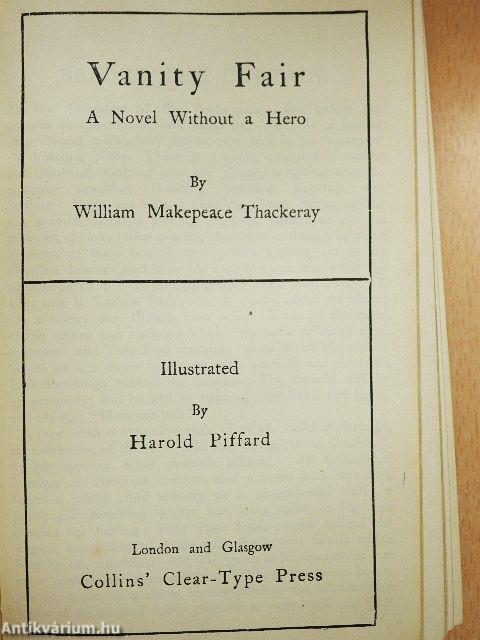 Vanity Fair
A Novel Without a Hero
By
William Makepeace Thackeray
Illustrated
By
Harold Piffard
London and Glasgow
Collins' Clear-Type Press
Antikvárium.hu